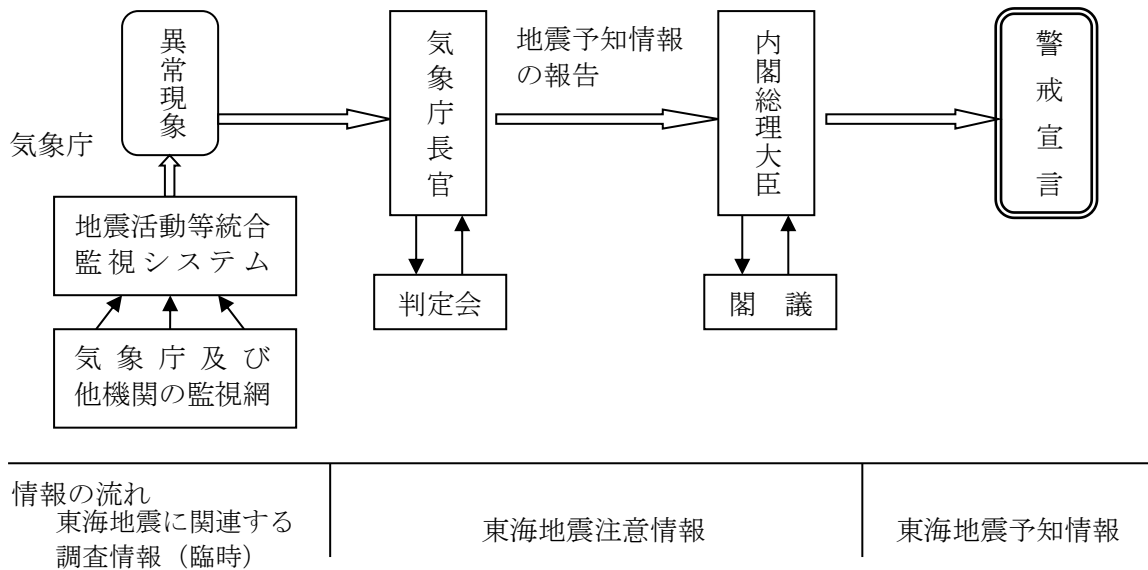 異常現象
気象庁長官
地震予知情報
の報告
内閣総理大臣
警戒宣言
気象庁
地震活動等統合
監視システム
判定会
閣　議
気象庁及び
他機関の監視網
情報の流れ
東海地震に関連する
調査情報（臨時）
東海地震注意情報
東海地震予知情報